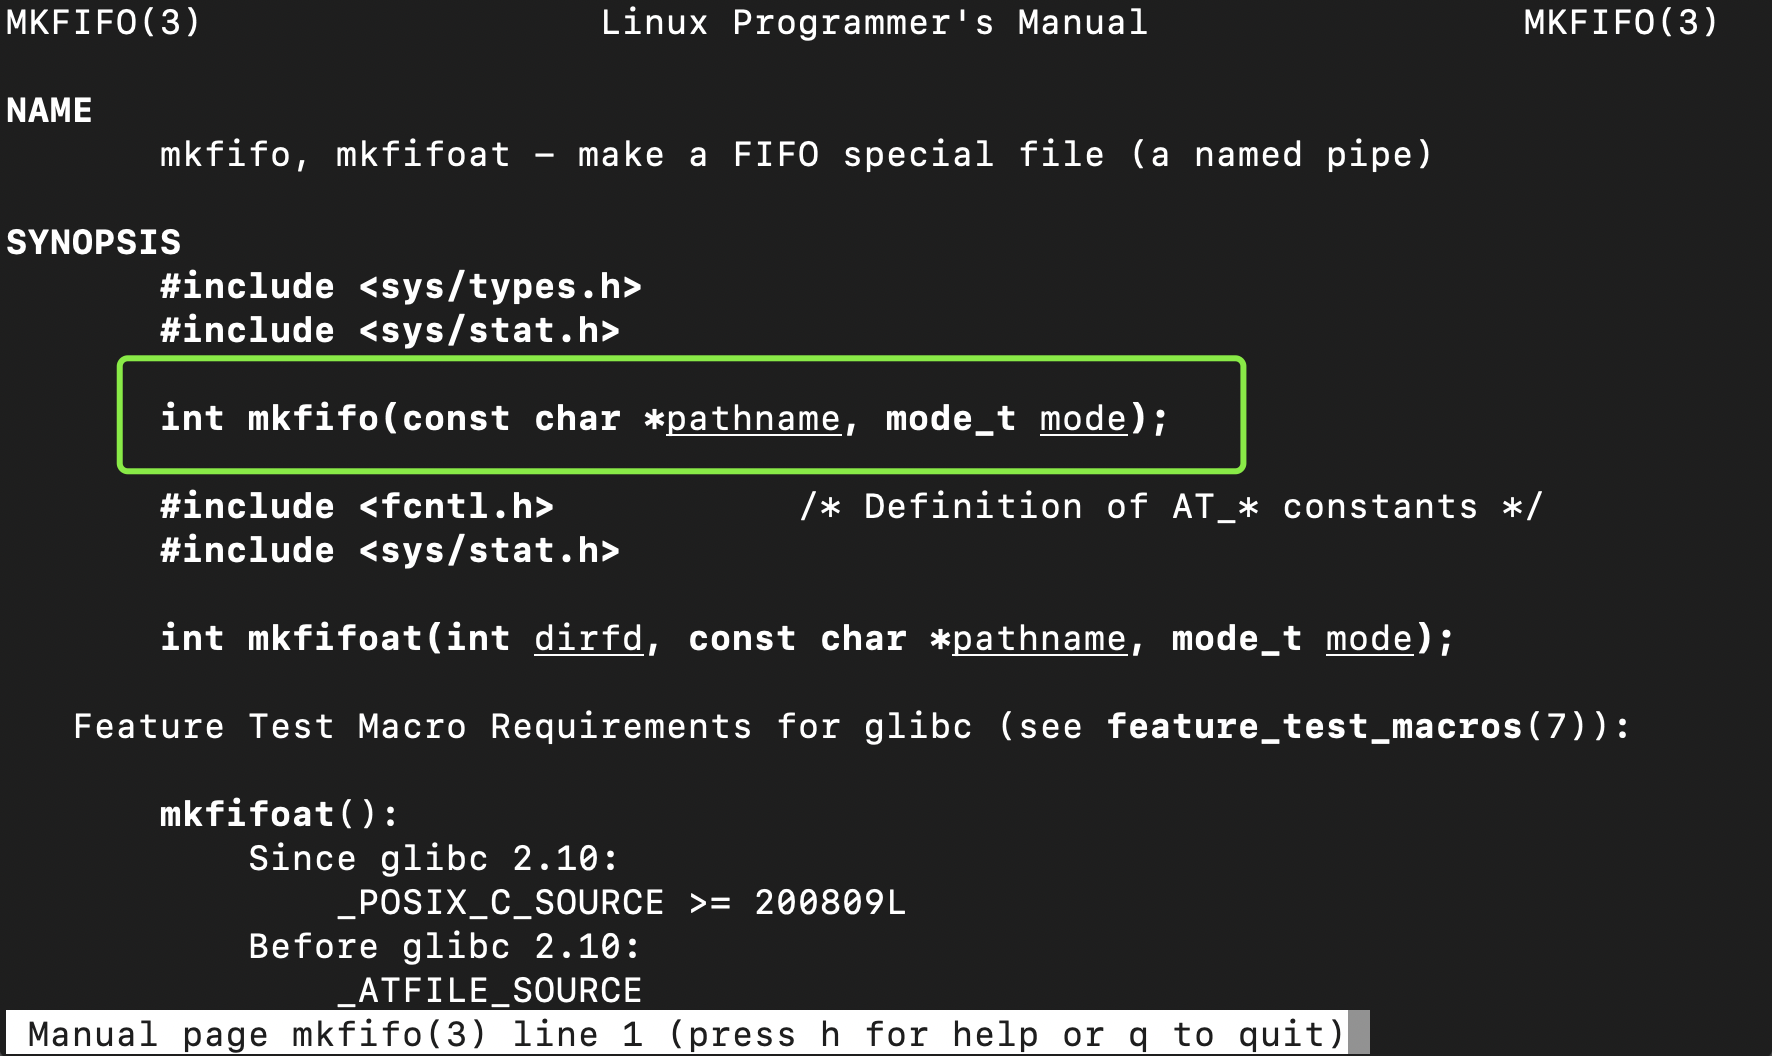 MKFIFO(3) Linux Programmer's Manual MKFIFO(3)
NAME
mkfifo, mkfifoat – make a FIFO special file (a named pipe)
SYNOPSIS
#include <sys/types.h>
#include <sys/stat.h>
int mkfifo(const char *pathname, mode_t mode);
#include <fcntl.h> /* Definition of AT_* constants */
#include <sys/stat.h>
int mkfifoat(int dirfd, const char *pathname, mode_t mode);
Feature Test Macro Requirements for glibc (see feature_test_macros(7)):
mkfifoat():
Since glibc 2.10:
_POSIX_C_SOURCE >= 200809L
Before glibc 2.10:
_ATFILE_SOURCE
Manual page mkfifo(3) line 1 (press h for help or q to quit)